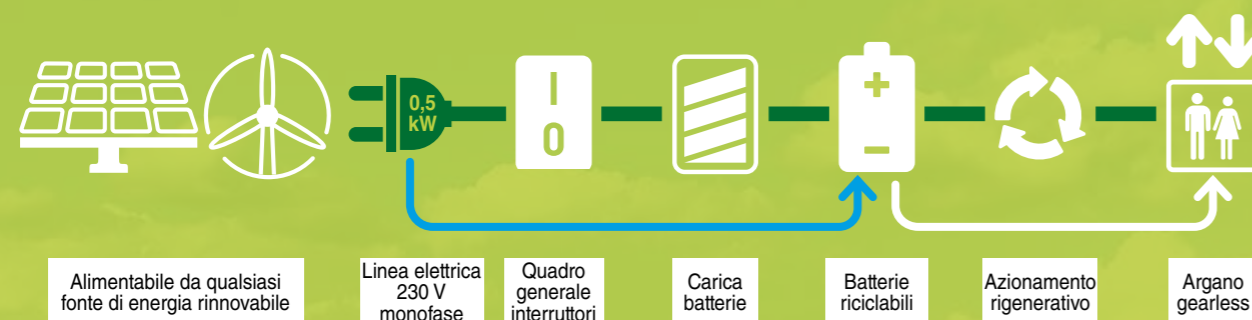 0,5
kW
I
0
+
–
Alimentabile da qualsiasi
fonte di energia rinnovabile
Linea elettrica
230 V
monofase
Quadro
generale
interruttori
Carica
batterie
Batterie
riciclabili
Azionamento
rigenerativo
Argano
gearless